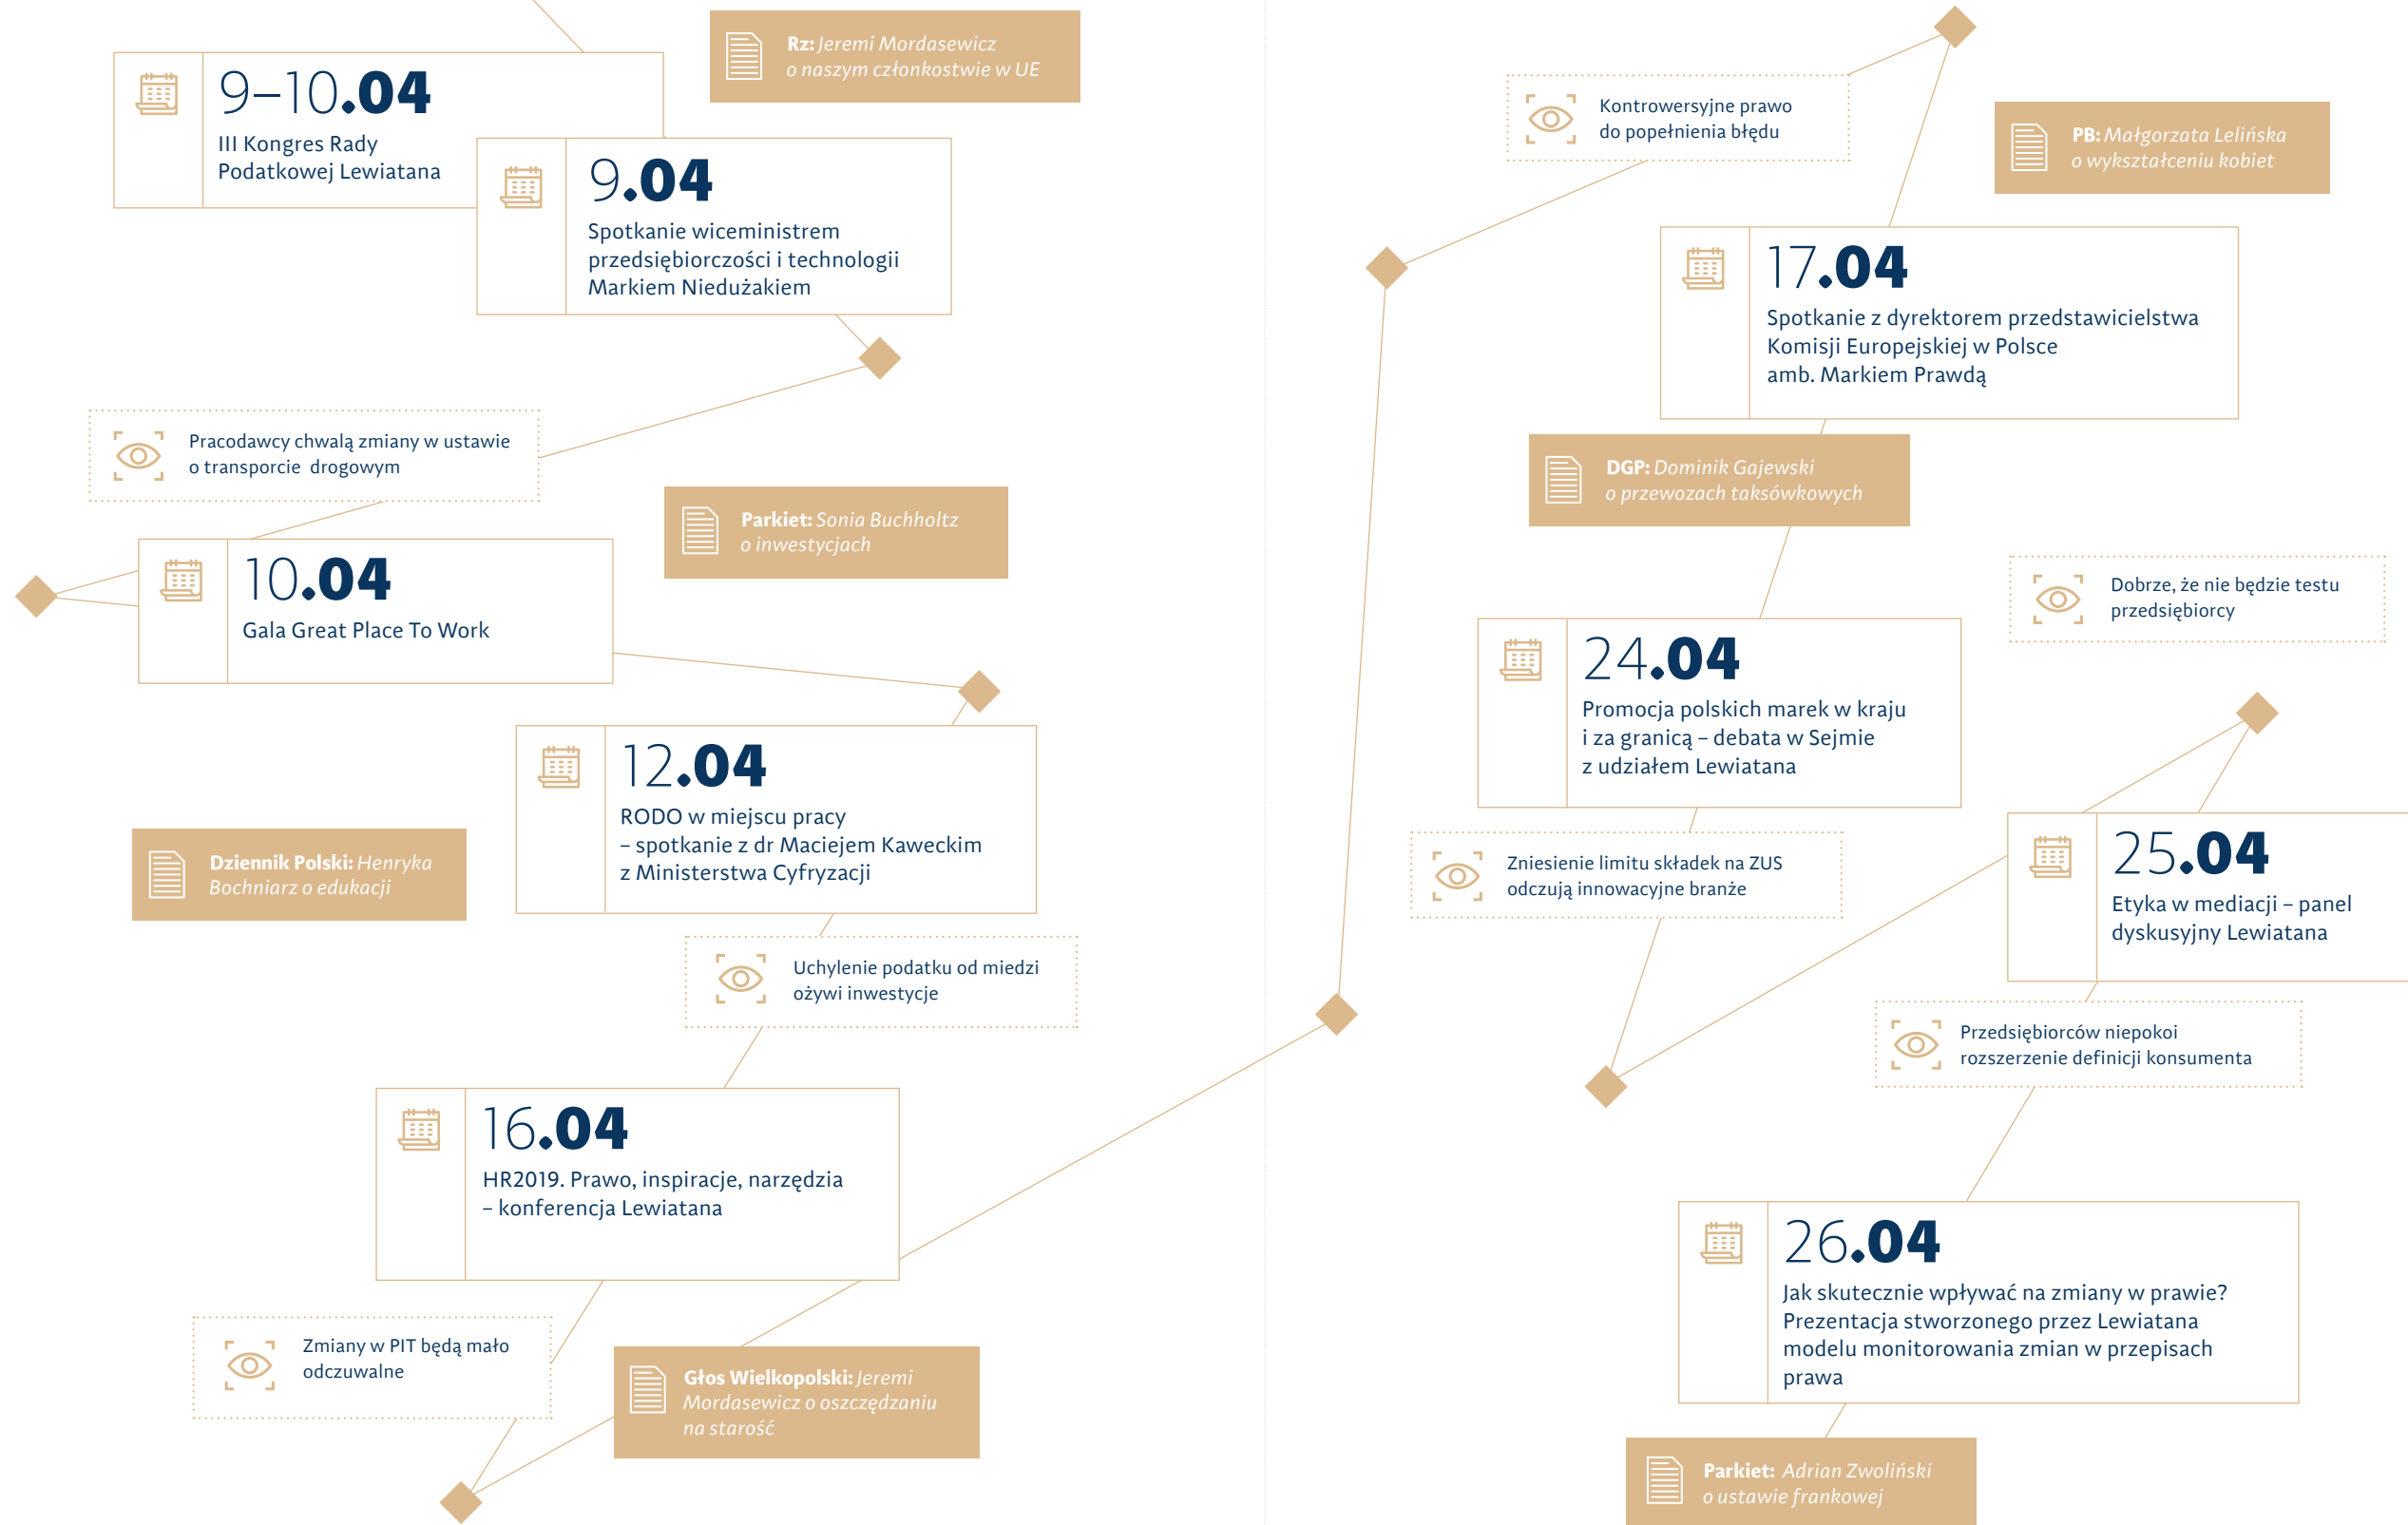 Rz: Jeremi Mordasewicz
o naszym członkostwie w UE
9–10.04
III Kongres Rady
Podatkowej Lewiatana
9.04
Spotkanie wiceministrem
przedsiębiorczości i technologii
Markiem Niedużakiem
Pracodawcy chwalą zmiany w ustawie
o transporcie drogowym
Parkiet: Sonia Buchholtz
o inwestycjach
10.04
Gala Great Place To Work
12.04
RODO w miejscu pracy
– spotkanie z dr Maciejem Kaweckim
z Ministerstwa Cyfryzacji
Dziennik Polski: Henryka
Bochniarz o edukacji
Uchylenie podatku od miedzi
ożywi inwestycje
16.04
HR2019. Prawo, inspiracje, narzędzia
– konferencja Lewiatana
Zmiany w PIT będą mało
odczuwalne
Głos Wielkopolski: Jeremi
Mordasewicz o oszczędzaniu
na starość
Kontrowersyjne prawo
do popełnienia błędu
PB: Małgorzata Lelińska
o wykształceniu kobiet
17.04
Spotkanie z dyrektorem przedstawicielstwa
Komisji Europejskiej w Polsce
amb. Markiem Prawdą
DGP: Dominik Gajewski
o przewozach taksówkowych
Dobrze, że nie będzie testu
przedsiębiorcy
24.04
Promocja polskich marek w kraju
i za granicą – debata w Sejmie
z udziałem Lewiatana
Zniesienie limitu składek na ZUS
odczują innowacyjne branże
25.04
Etyka w mediacji – panel
dyskusyjny Lewiatana
Przedsiębiorców niepokoi
rozszerzenie definicji konsumenta
26.04
Jak skutecznie wpływać na zmiany w prawie?
Prezentacja stworzonego przez Lewiatana
modelu monitorowania zmian w przepisach
prawa
Parkiet: Adrian Zwoliński
o ustawie frankowej